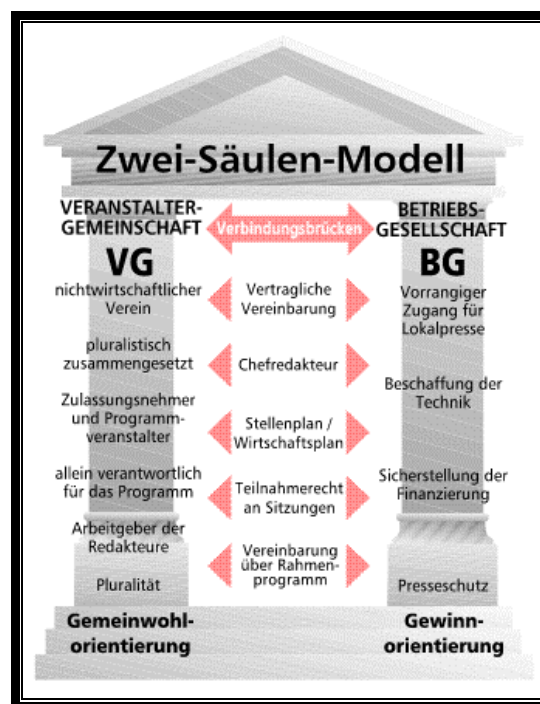 Zwei-Säulen-Modell
VERANSTALTER-
GEMEINSCHAFT
VG
nichtwirtschaftlicher
Verein
pluralistisch
zusammengesetzt
Zulassungsnehmer
und Programm-
veranstalter
allein verantwortlich
für das Programm
Arbeitgeber der
Redakteure
Pluralität
Gemeinwohl-
orientierung
Verbindungsbrücken
Vertragliche
Vereinbarung
Chefredakteur
Stellenplan /
Wirtschaftsplan
Teilnahmerecht
an Sitzungen
Vereinbarung
über Rahmen-
programm
BETRIEBS-
GESELLSCHAFT
BG
Vorrangiger
Zugang für
Lokalpresse
Beschaffung der
Technik
Sicherstellung der
Finanzierung
Presseschutz
Gewinn-
orientierung